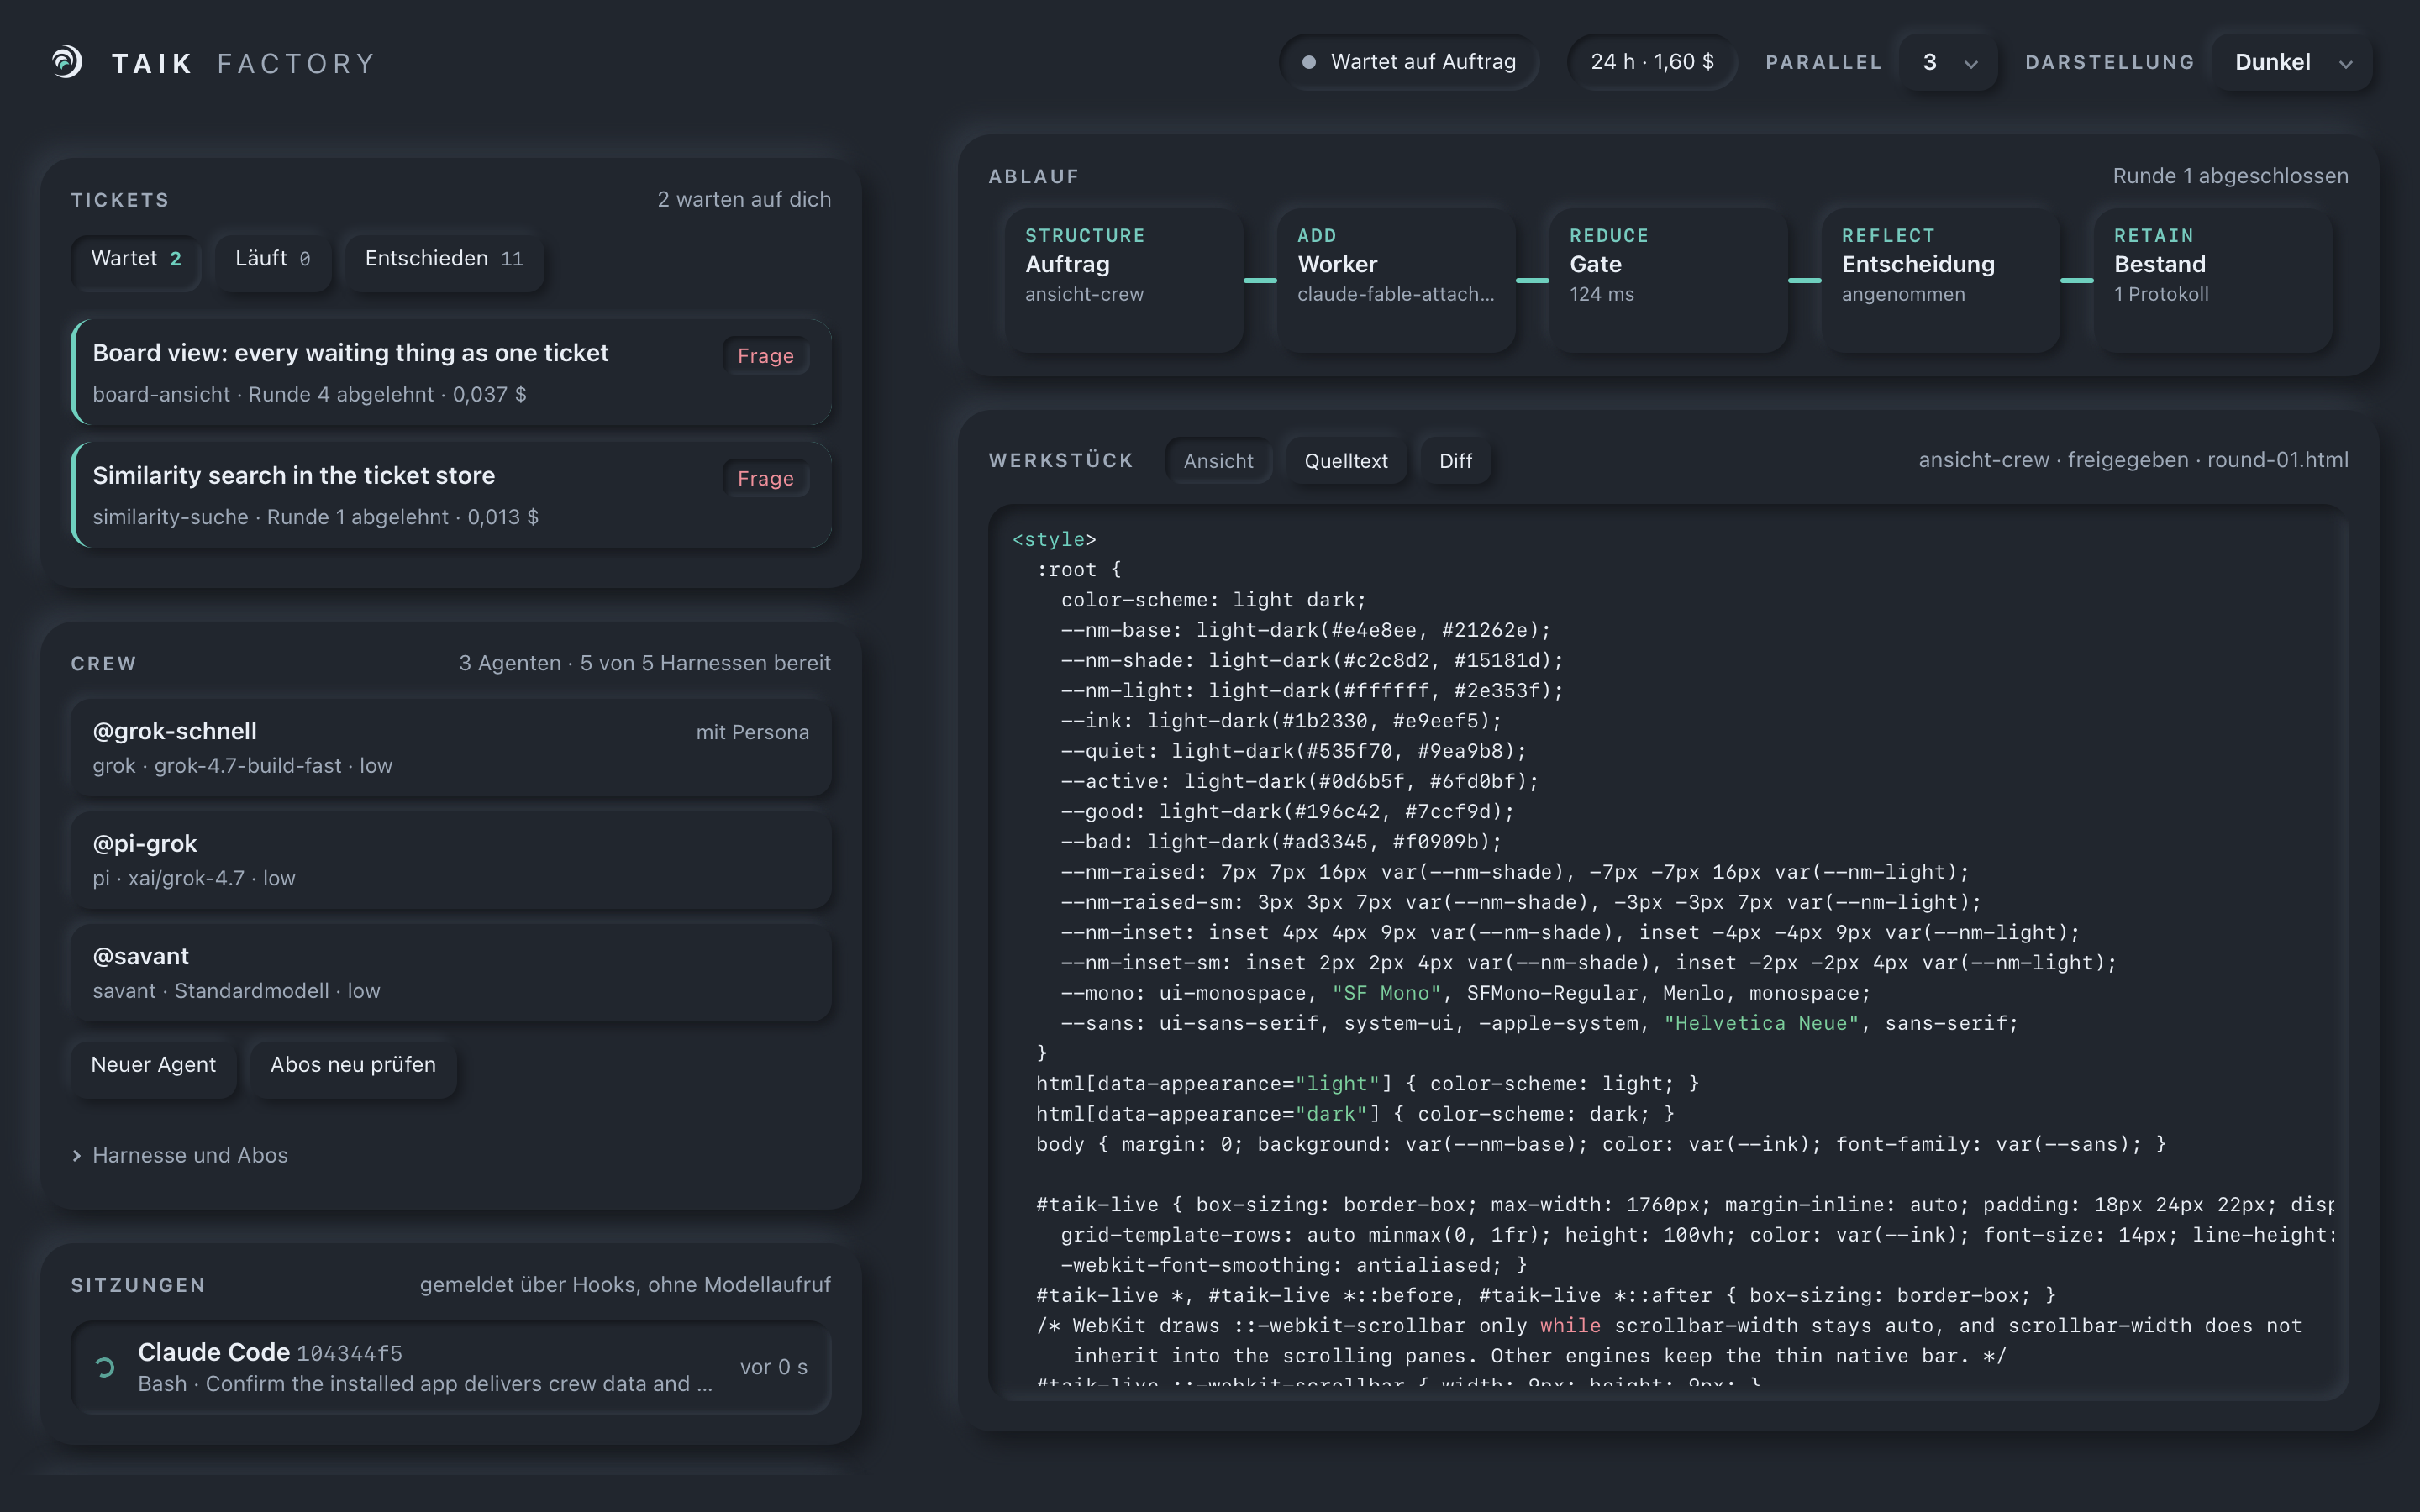 TAIK FACTORY
Wartet auf Auftrag
24 h · 1,60 $
PARALLEL
3
DARSTELLUNG
Dunkel
TICKETS
2 warten auf dich
Wartet 2
Läuft 0
Entschieden 11
Board view: every waiting thing as one ticket
Frage
board-ansicht · Runde 4 abgelehnt · 0,037 $
Similarity search in the ticket store
Frage
similarity-suche · Runde 1 abgelehnt · 0,013 $
CREW
3 Agenten · 5 von 5 Harnessen bereit
@grok-schnell
mit Persona
grok · grok-4.7-build-fast · low
@pi-grok
pi · xai/grok-4.7 · low
@savant
savant · Standardmodell · low
Neuer Agent
Abos neu prüfen
Harnesse und Abos
SITZUNGEN
gemeldet über Hooks, ohne Modellaufruf
Claude Code 104344f5
vor 0 s
Bash · Confirm the installed app delivers crew data and ...
ABLAUF
Runde 1 abgeschlossen
STRUCTURE
Auftrag
ansicht-crew
ADD
Worker
claude-fable-attach...
REDUCE
Gate
124 ms
REFLECT
Entscheidung
angenommen
RETAIN
Bestand
1 Protokoll
WERKSTÜCK
Ansicht
Quelltext
Diff
ansicht-crew · freigegeben · round-01.html
<style>
  :root {
    color-scheme: light dark;
    --nm-base: light-dark(#e4e8ee, #21262e);
    --nm-shade: light-dark(#c2c8d2, #15181d);
    --nm-light: light-dark(#ffffff, #2e353f);
    --ink: light-dark(#1b2330, #e9eef5);
    --quiet: light-dark(#535f70, #9ea9b8);
    --active: light-dark(#0d6b5f, #6fd0bf);
    --good: light-dark(#196c42, #7ccf9d);
    --bad: light-dark(#ad3345, #f0909b);
    --nm-raised: 7px 7px 16px var(--nm-shade), -7px -7px 16px var(--nm-light);
    --nm-raised-sm: 3px 3px 7px var(--nm-shade), -3px -3px 7px var(--nm-light);
    --nm-inset: inset 4px 4px 9px var(--nm-shade), inset -4px -4px 9px var(--nm-light);
    --nm-inset-sm: inset 2px 2px 4px var(--nm-shade), inset -2px -2px 4px var(--nm-light);
    --mono: ui-monospace, "SF Mono", SFMono-Regular, Menlo, monospace;
    --sans: ui-sans-serif, system-ui, -apple-system, "Helvetica Neue", sans-serif;
  }
  html[data-appearance="light"] { color-scheme: light; }
  html[data-appearance="dark"] { color-scheme: dark; }
  body { margin: 0; background: var(--nm-base); color: var(--ink); font-family: var(--sans); }
  #taik-live { box-sizing: border-box; max-width: 1760px; margin-inline: auto; padding: 18px 24px 22px; disp
    grid-template-rows: auto minmax(0, 1fr); height: 100vh; color: var(--ink); font-size: 14px; line-height:
    -webkit-font-smoothing: antialiased; }
  #taik-live *, #taik-live *::before, #taik-live *::after { box-sizing: border-box; }
  /* WebKit draws ::-webkit-scrollbar only while scrollbar-width stays auto, and scrollbar-width does not
     inherit into the scrolling panes. Other engines keep the thin native bar. */
  #taik-live ::-webkit-scrollbar { width: 9px; height: 9px; }